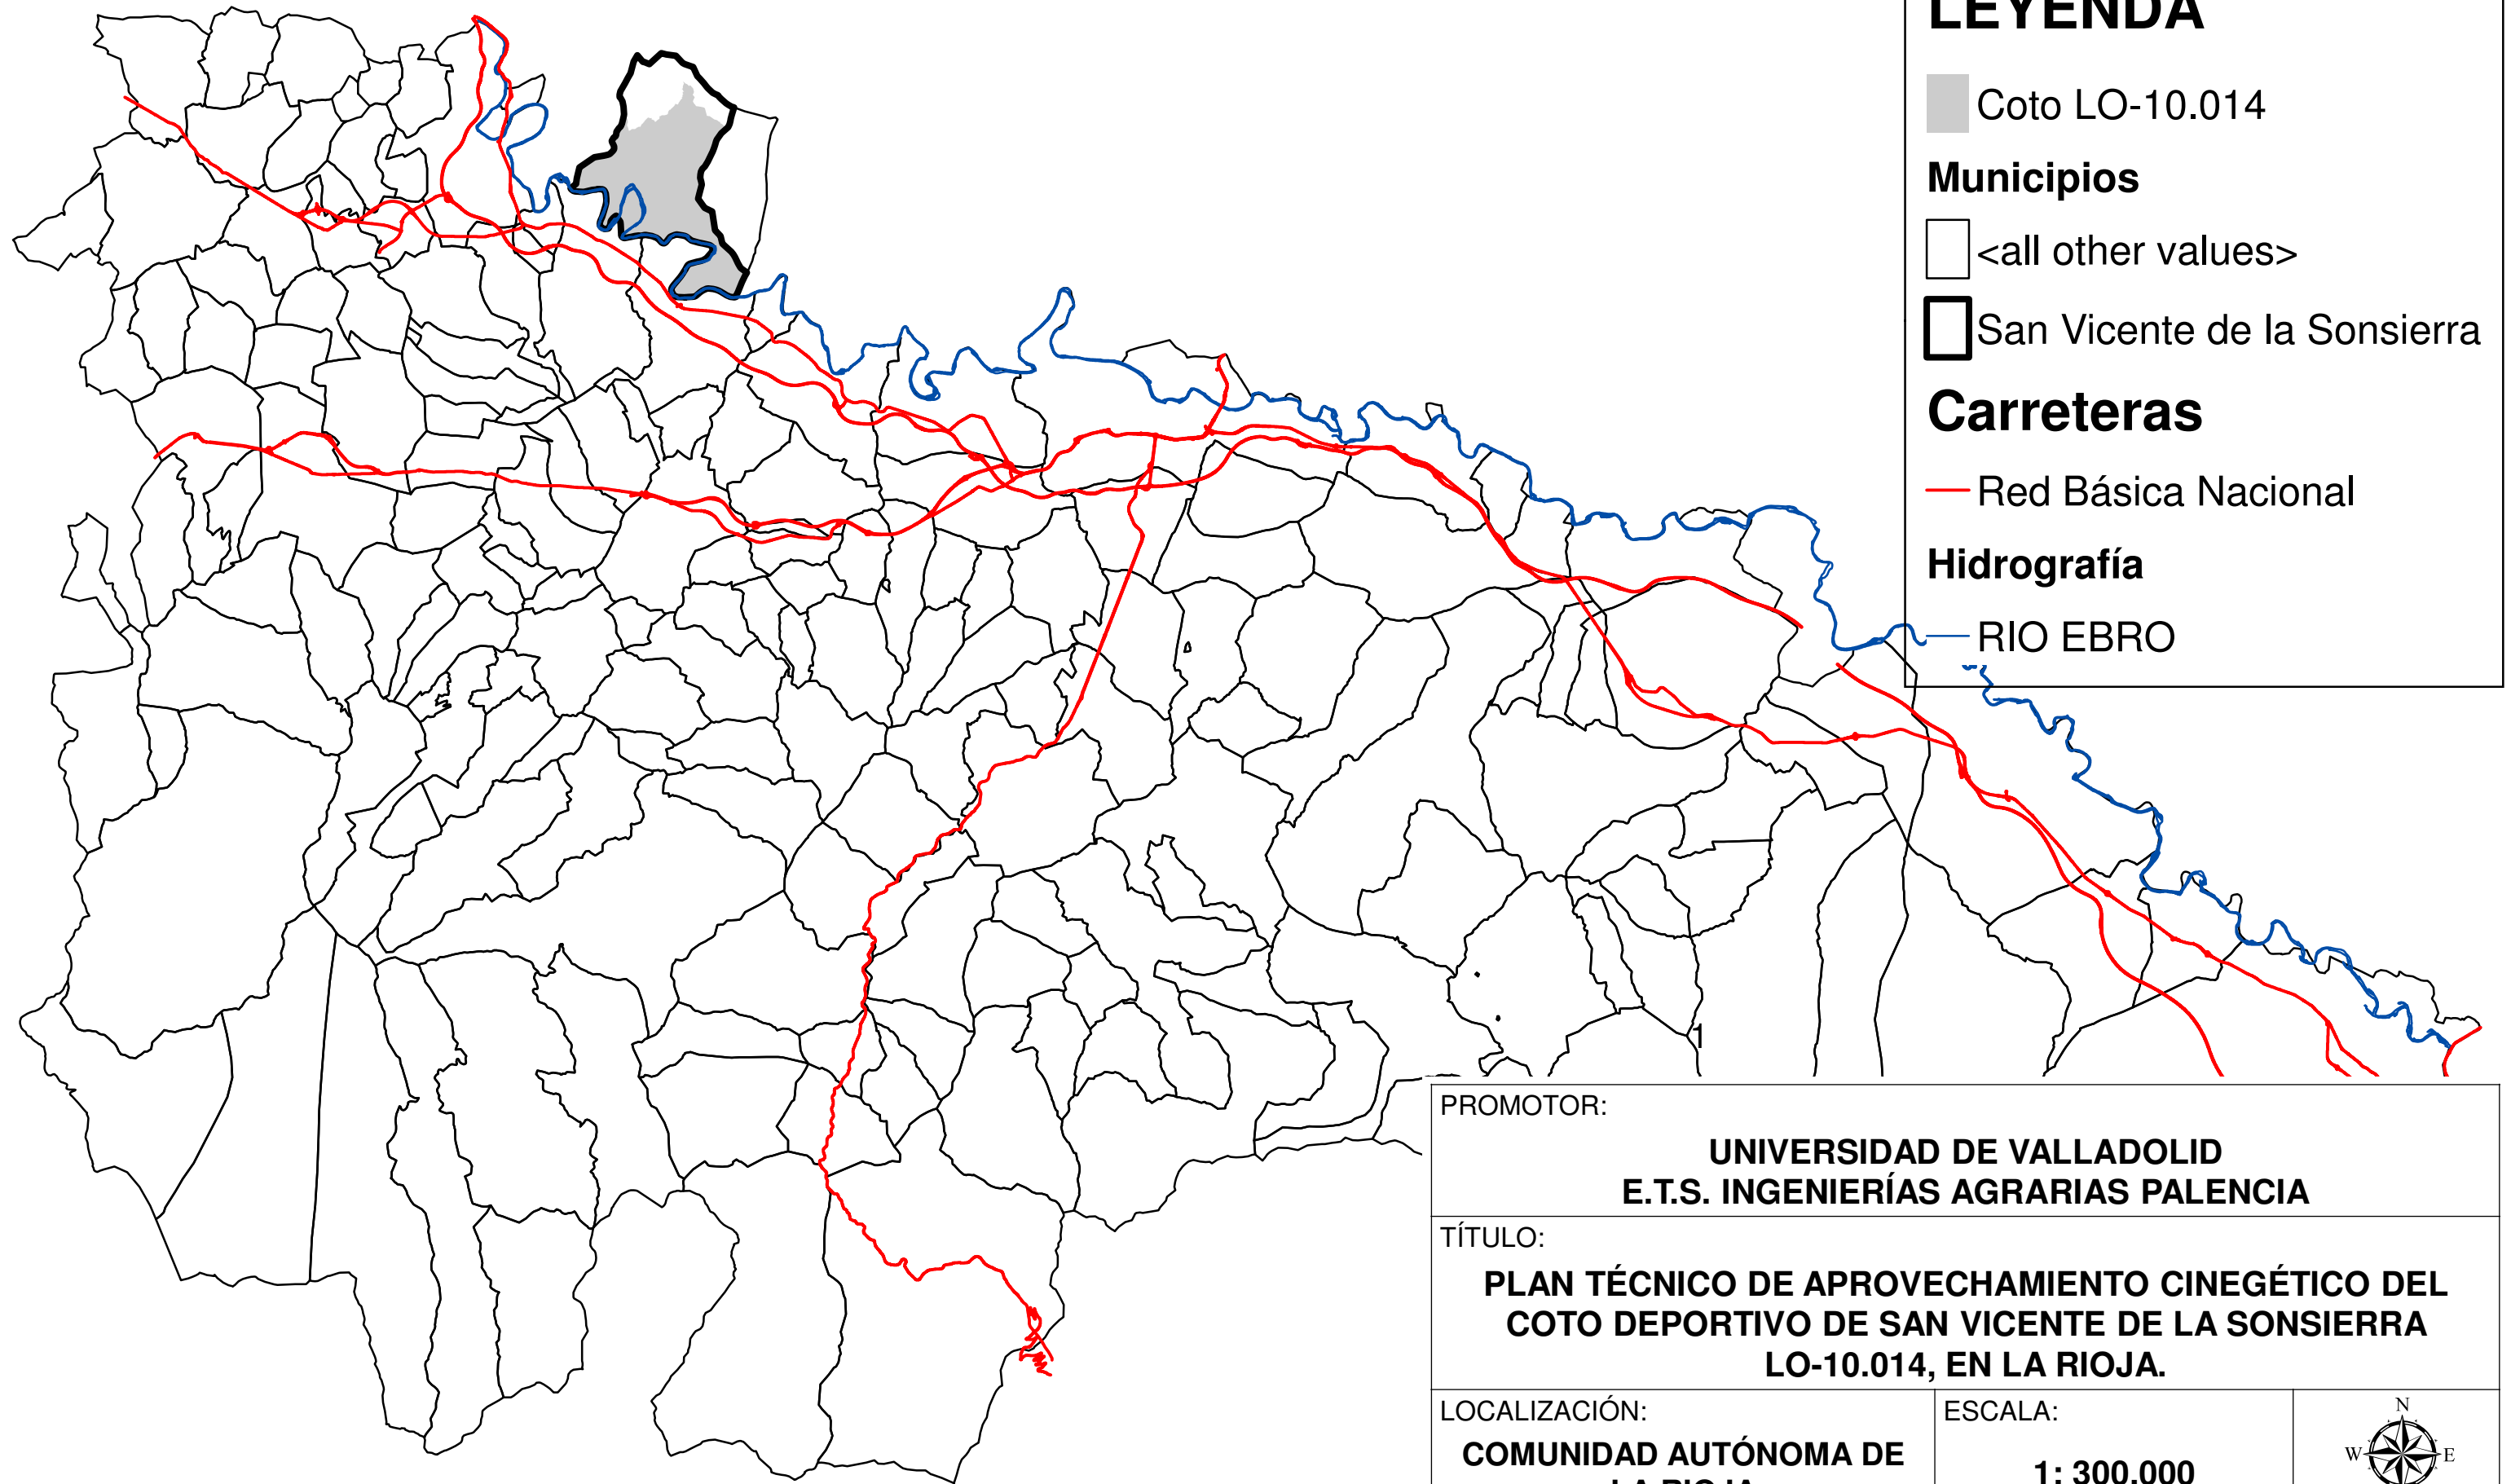 LEYENDA
Coto LO-10.014
Municipios
<all other values>
San Vicente de la Sonsierra
Carreteras
Red Básica Nacional
Hidrografía
RIO EBRO
1
PROMOTOR:
UNIVERSIDAD DE VALLADOLID
E.T.S. INGENIERÍAS AGRARIAS PALENCIA
TÍTULO:
PLAN TÉCNICO DE APROVECHAMIENTO CINEGÉTICO DEL
COTO DEPORTIVO DE SAN VICENTE DE LA SONSIERRA
LO-10.014, EN LA RIOJA.
LOCALIZACIÓN:
COMUNIDAD AUTÓNOMA DE
LA RIOJA
ESCALA:
1: 300.000
N
W E